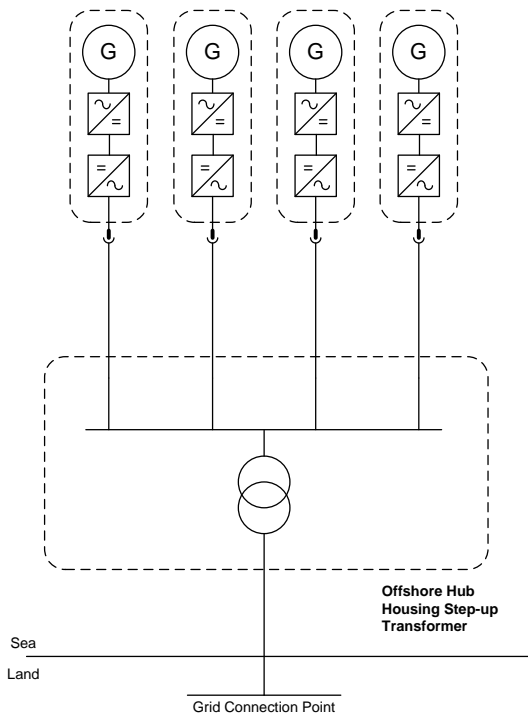 G
G
G
G
Offshore Hub
Housing Step-up
Transformer
Sea
Land
Grid Connection Point